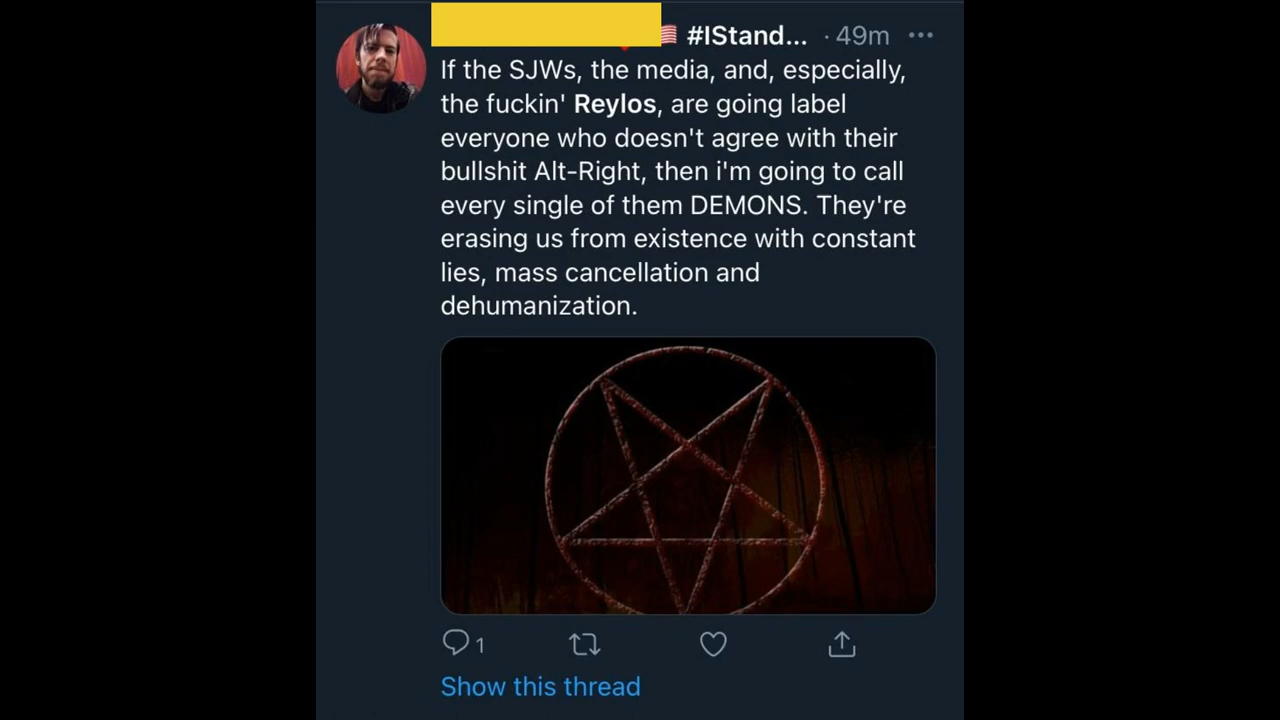 #IStand... · 49m
If the SJWs, the media, and, especially,
the fuckin' Reylos, are going label
everyone who doesn't agree with their
bullshit Alt-Right, then i'm going to call
every single of them DEMONS. They're
erasing us from existence with constant
lies, mass cancellation and
dehumanization.
1
Show this thread